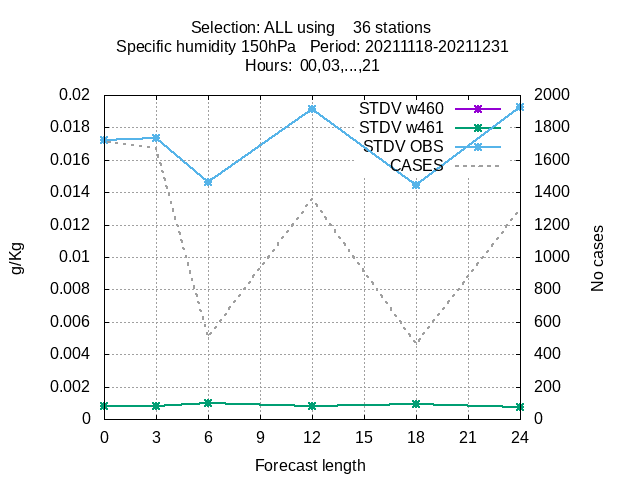 Selection: ALL using    36 stations
Specific humidity 150hPa   Period: 20211118-20211231
Hours:  00,03,...,21
STDV w460
STDV w461
STDV OBS
CASES
0.02
0.018
0.016
0.014
0.012
0.01
0.008
0.006
0.004
0.002
0
g/Kg
2000
1800
1600
1400
1200
1000
800
600
400
200
0
No cases
0 3 6 9 12 15 18 21 24
Forecast length